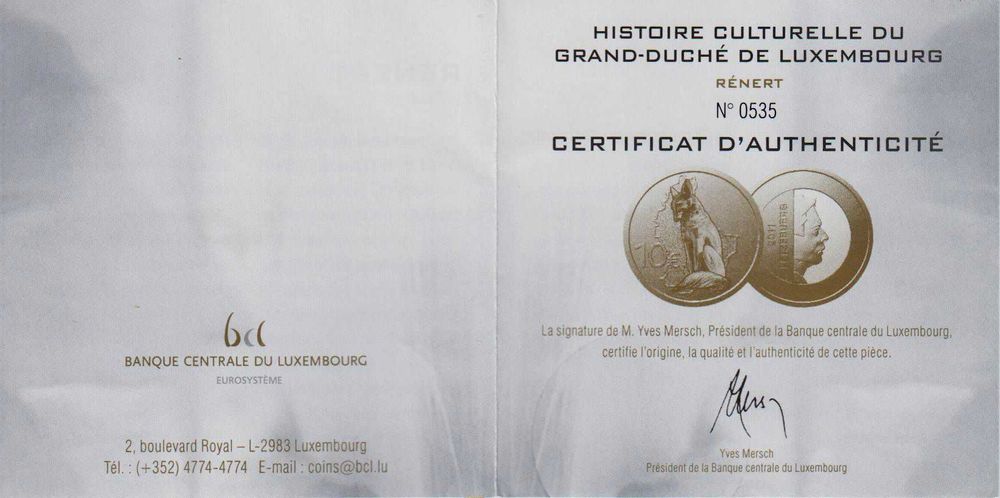 bcl
BANQUE CENTRALE DU LUXEMBOURG
EUROSYSTÈME
2, boulevard Royal – L-2983 Luxembourg
Tél. : (+352) 4774-4774 E-mail : coins@bcl.lu
HISTOIRE CULTURELLE DU
GRAND-DUCHÉ DE LUXEMBOURG
RÉNERT
N° 0535
CERTIFICAT D'AUTHENTICITÉ
10 €
2011
LËTZEBUERG
La signature de M. Yves Mersch, Président de la Banque centrale du Luxembourg,
certifie l'origine, la qualité et l'authenticité de cette pièce.
Yves Mersch
Président de la Banque centrale du Luxembourg